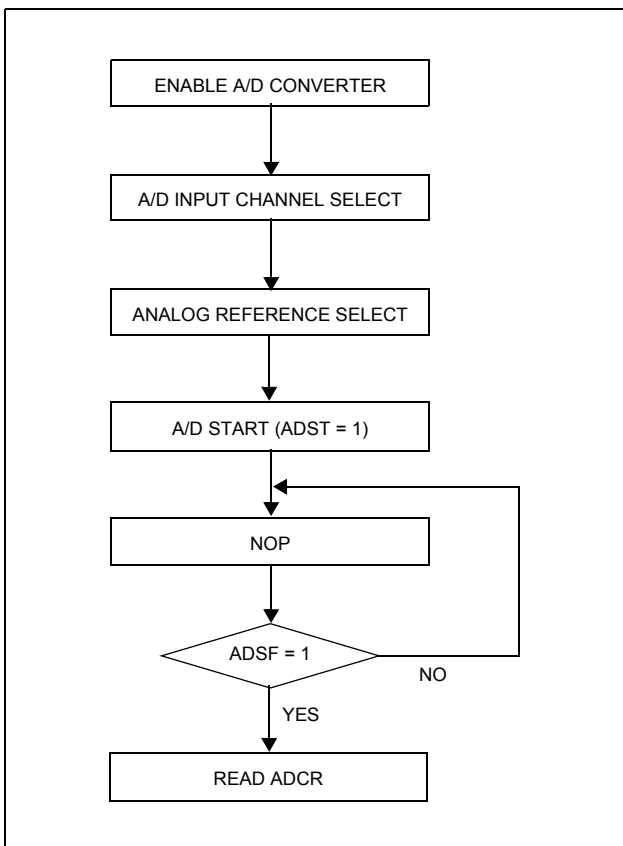 ENABLE A/D CONVERTER
A/D INPUT CHANNEL SELECT
ANALOG REFERENCE SELECT
A/D START (ADST = 1)
NOP
ADSF = 1
NO
YES
READ ADCR